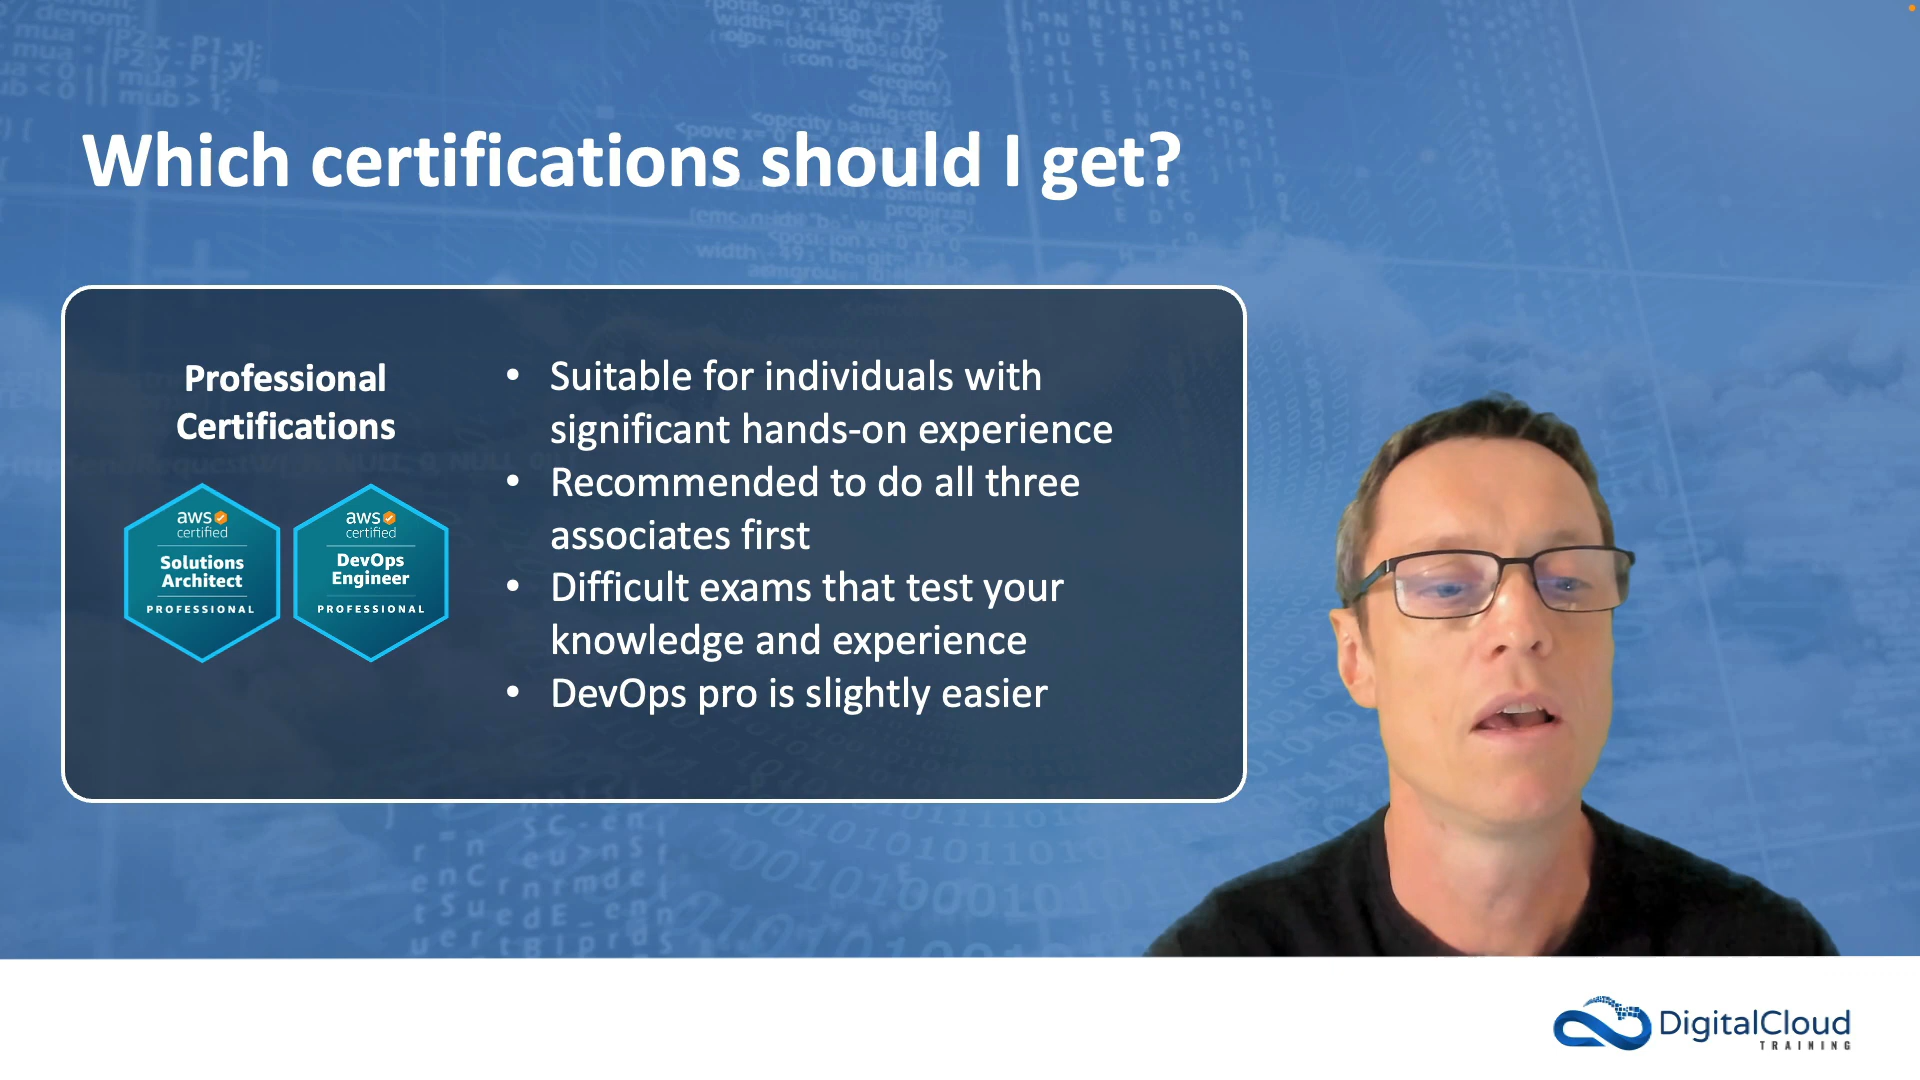 Which certifications should I get?
Professional
Certifications
aws
certified
Solutions
Architect
PROFESSIONAL
aws
certified
DevOps
Engineer
PROFESSIONAL
• Suitable for individuals with
significant hands-on experience
• Recommended to do all three
associates first
• Difficult exams that test your
knowledge and experience
• DevOps pro is slightly easier
DigitalCloud
TRAINING